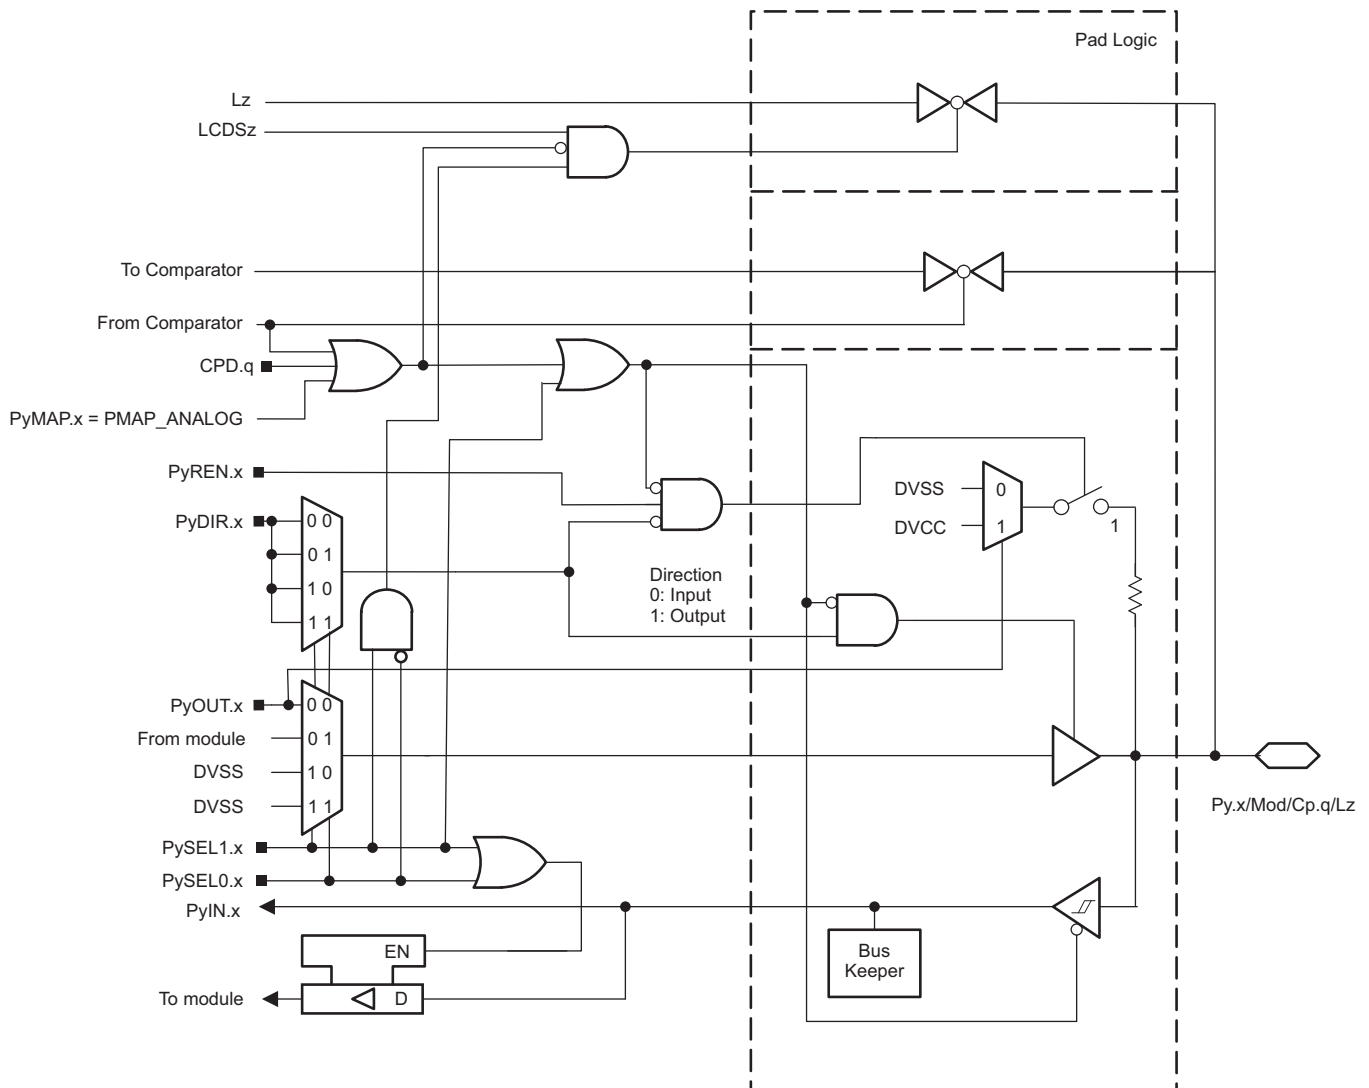 Pad Logic
Lz
LCDSz
To Comparator
From Comparator
CPD.q
PyMAP.x = PMAP_ANALOG
PyREN.x
DVSS
0
DVCC
1
1
PyDIR.x
0 0
0 1
1 0
1 1
Direction
0: Input
1: Output
PyOUT.x
0 0
From module
0 1
DVSS
1 0
DVSS
1 1
Py.x/Mod/Cp.q/Lz
PySEL1.x
PySEL0.x
PyIN.x
EN
Bus
Keeper
To module
D